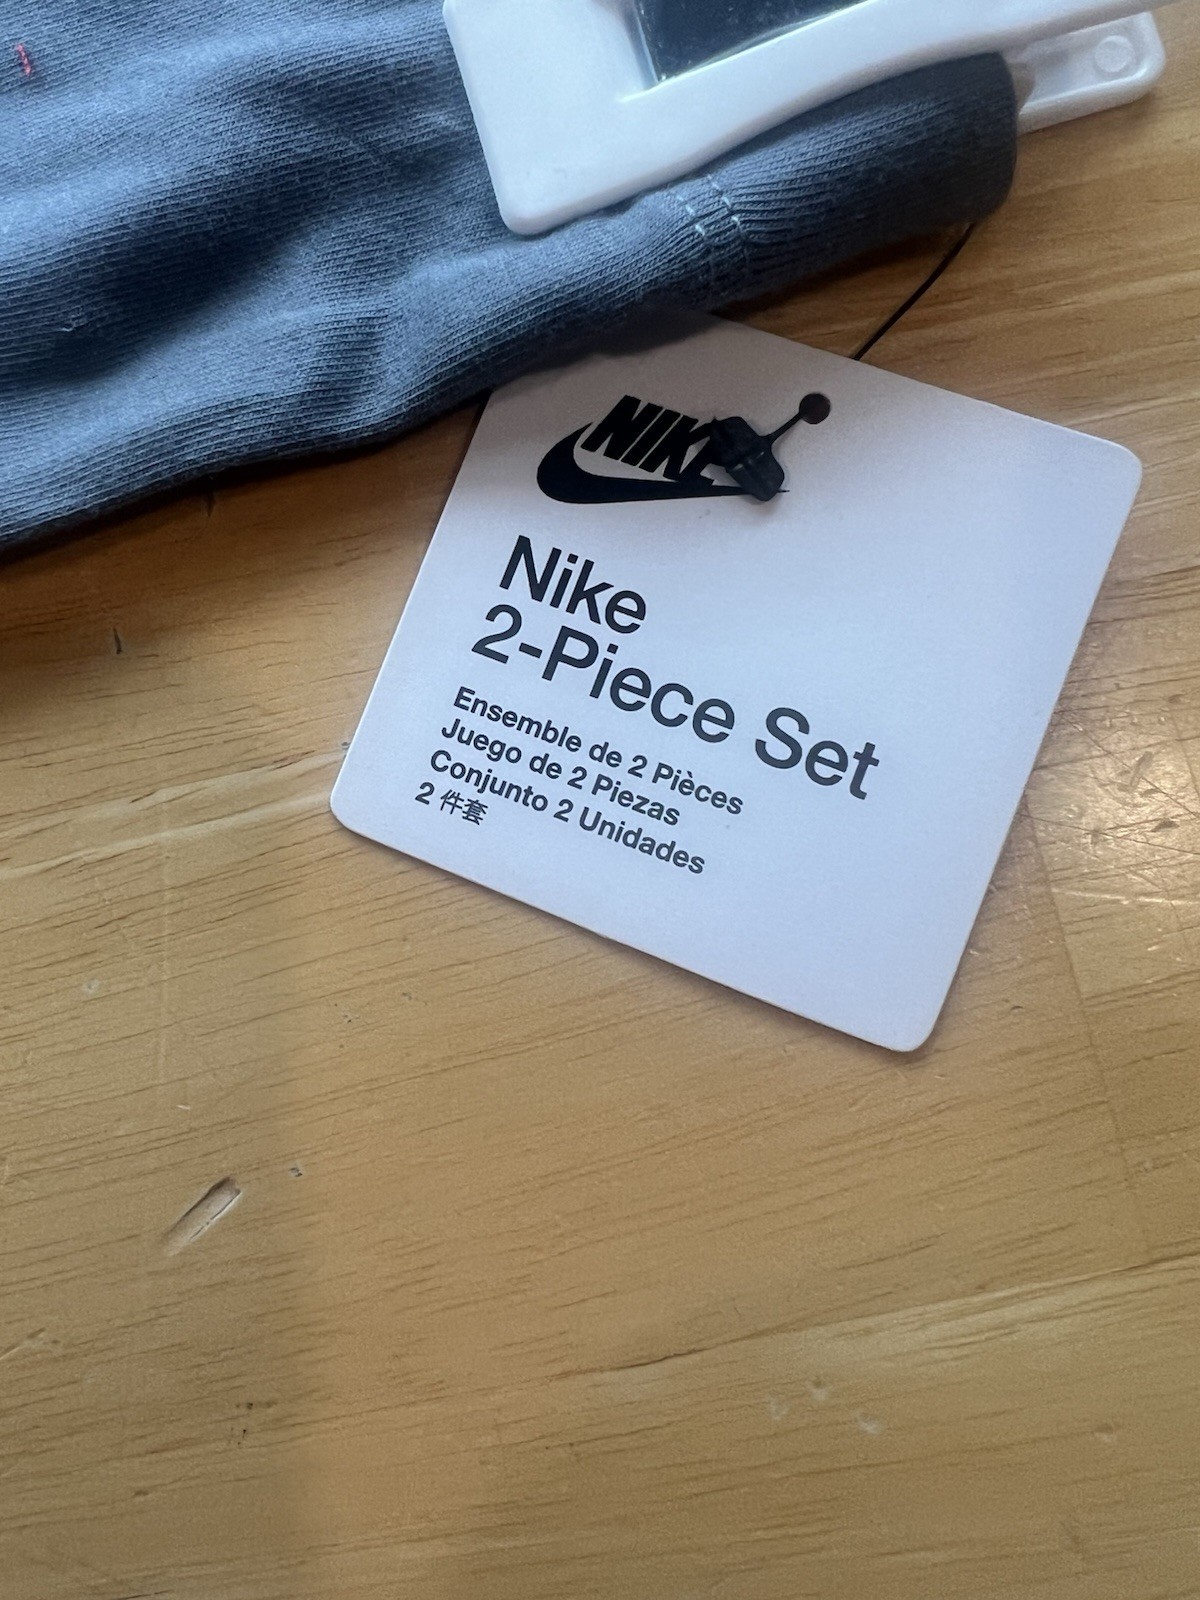 NIKE
Nike
2-Piece Set
Ensemble de 2 Pièces
Juego de 2 Piezas
Conjunto 2 Unidades
2 件套